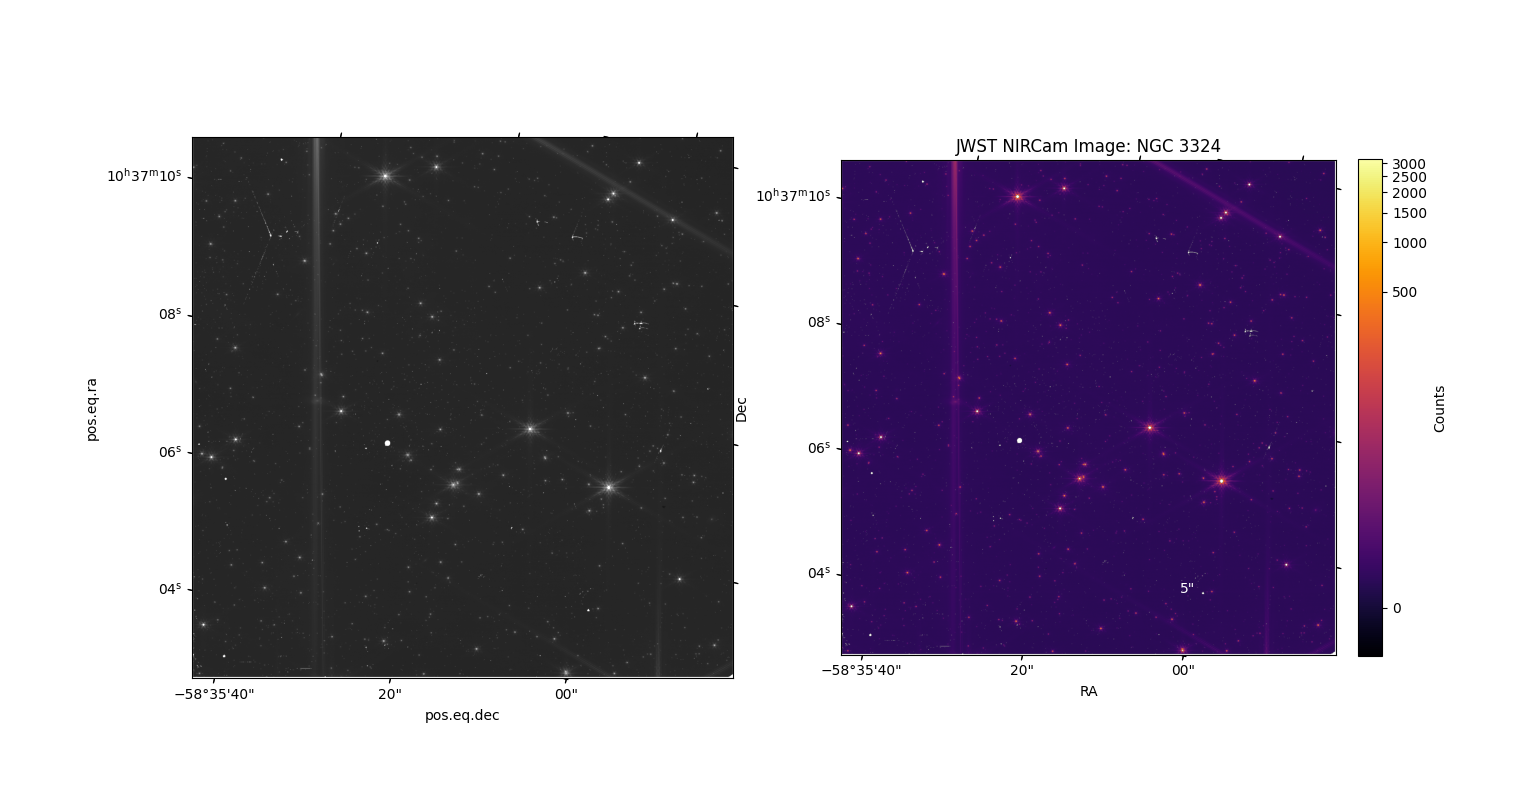 10h37m10s
08s
06s
04s
−58°35'40"
20"
00"
pos.eq.ra
pos.eq.dec
JWST NIRCam Image: NGC 3324
10h37m10s
08s
06s
04s
Dec
5"
−58°35'40"
20"
00"
RA
3000
2500
2000
1500
1000
500
0
Counts